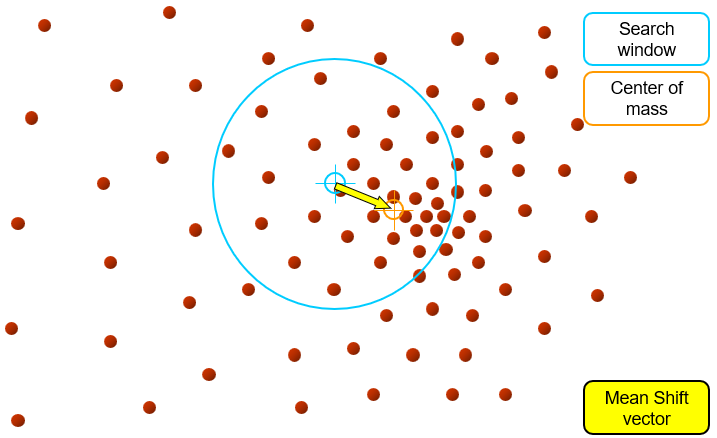 Search
window
Center of
mass
Mean Shift
vector